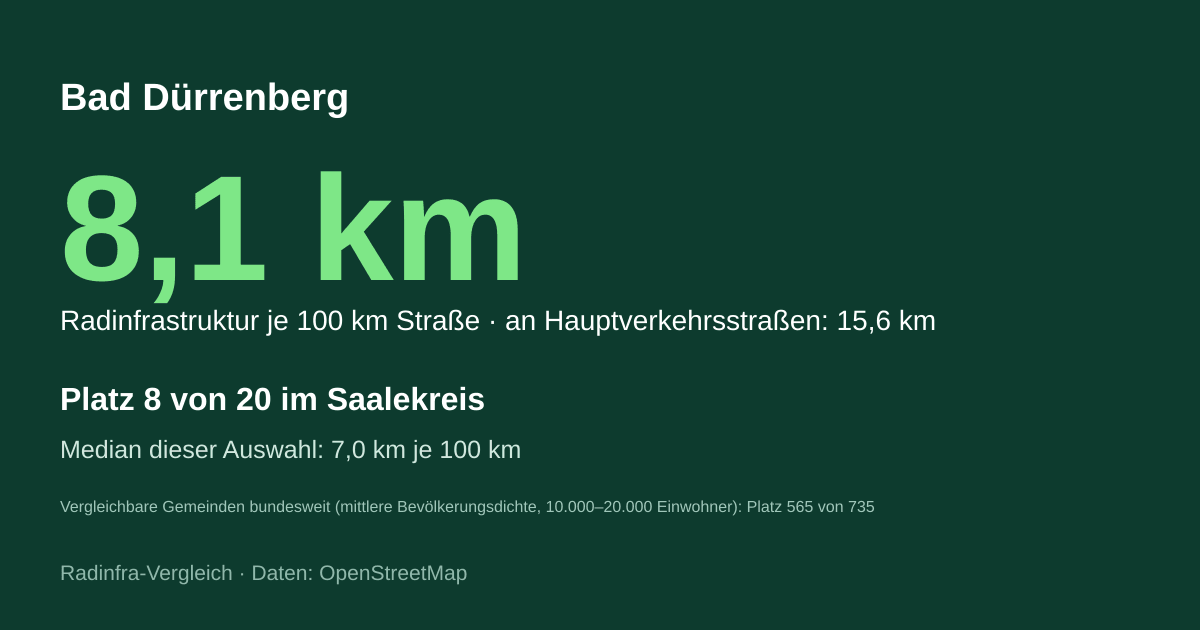 Bad Dürrenberg
8,1 km
Radinfrastruktur je 100 km Straße · an Hauptverkehrsstraßen: 15,6 km
Platz 8 von 20 im Saalekreis
Median dieser Auswahl: 7,0 km je 100 km
Vergleichbare Gemeinden bundesweit (mittlere Bevölkerungsdichte, 10.000–20.000 Einwohner): Platz 565 von 735
Radinfra-Vergleich · Daten: OpenStreetMap